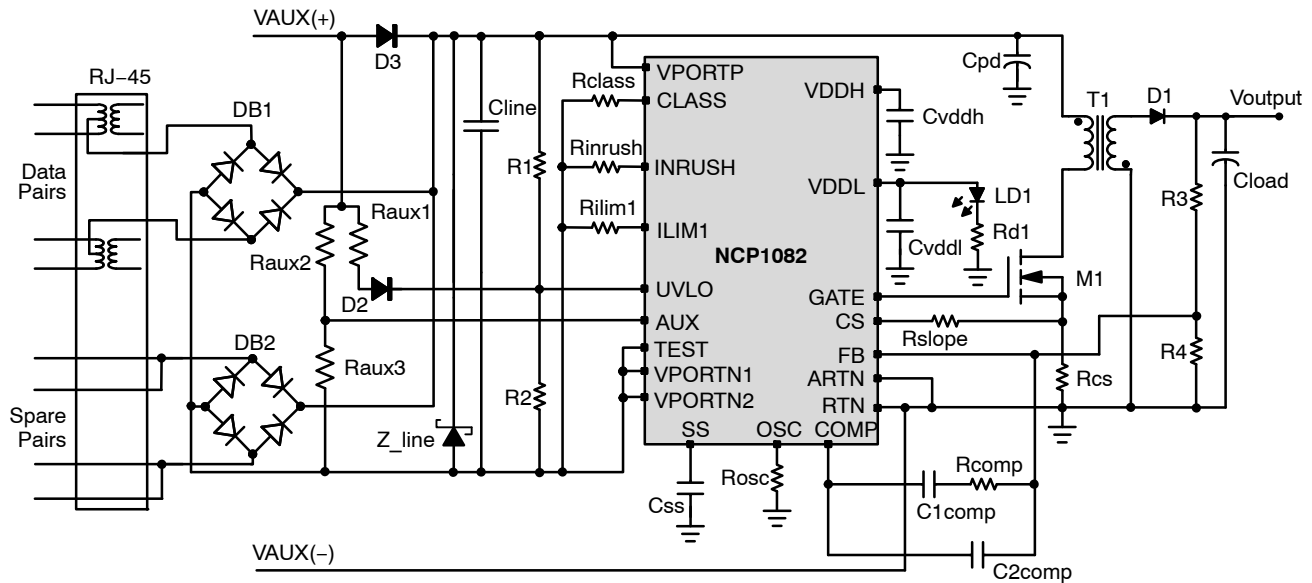 VAUX(+)
RJ–45
D3
Rclass
Cline
VPORTP
CLASS
VDDH
Cpd
T1
D1
Voutput
DB1
Cvddh
Data
Pairs
R1
Rinrush
INRUSH
VDDL
LD1
R3
Cload
Raux1
Rilim1
ILIM1
Cvddl
Rd1
Raux2
NCP1082
D2
UVLO
GATE
M1
AUX
CS
DB2
TEST
Rslope
FB
R4
Raux3
VPORTN1
ARTN
Rcs
R2
VPORTN2
RTN
Spare
Pairs
Z_line
SS
OSC
COMP
Rosc
Rcomp
Css
C1comp
VAUX(–)
C2comp